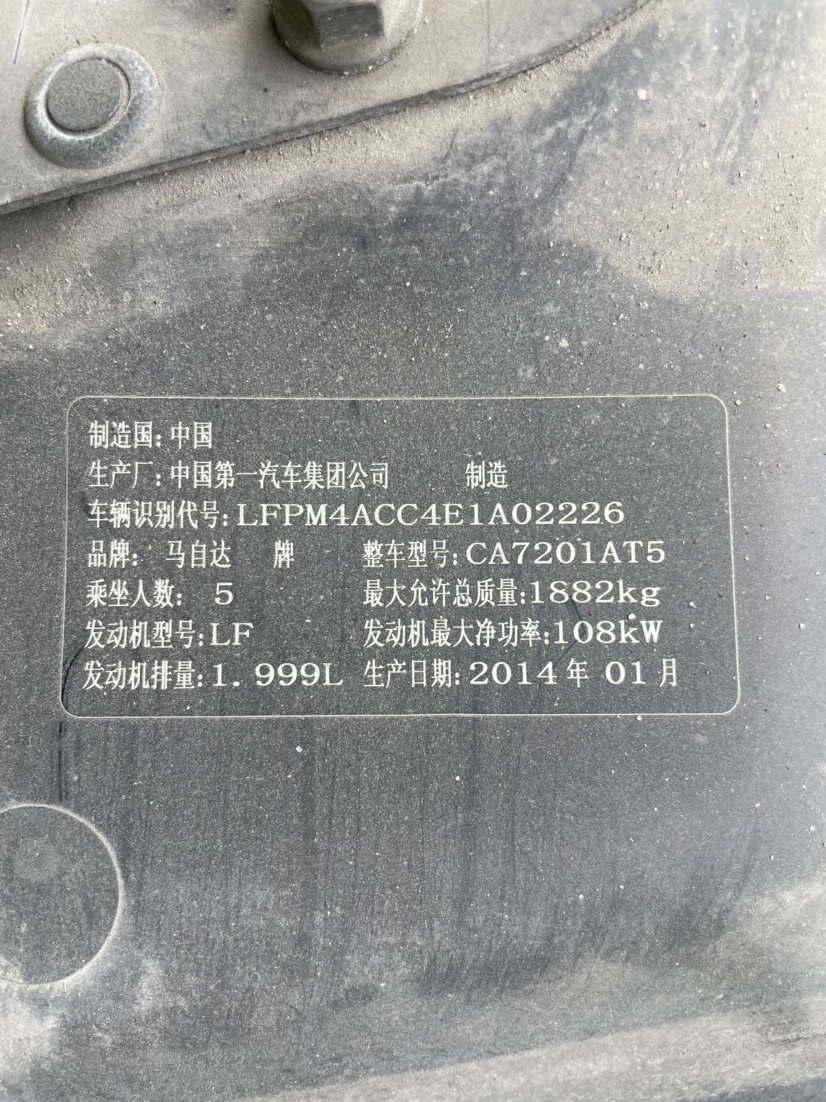 制造国:中国
生产厂:中国第一汽车集团公司 制造
车辆识别代号:LFPM4ACC4E1A02226
品牌: 马自达 牌 整车型号:CA7201AT5
乘坐人数: 5 最大允许总质量:1882kg
发动机型号:LF 发动机最大净功率:108kW
发动机排量:1. 999L 生产日期:2014年 01月